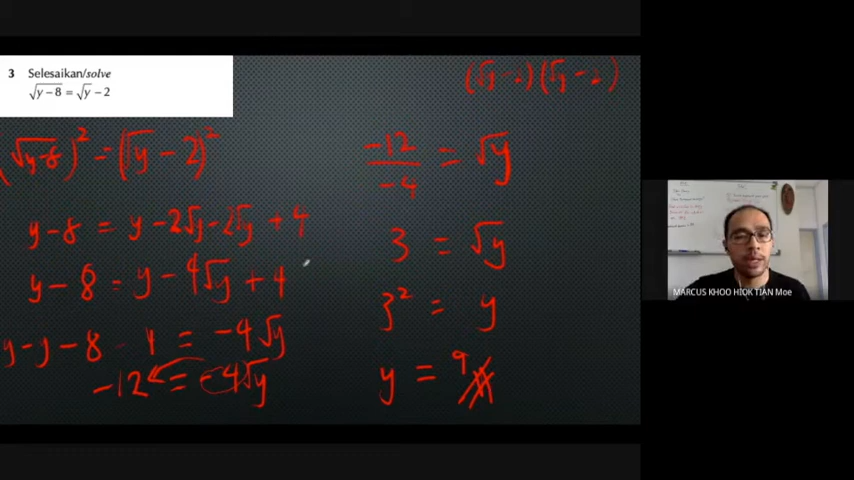 3 Selesaikan/solve
√y−8 = √y −2
(√y−8)² = (√y − 2)²
y−8 = y −2√y −2√y + 4
y − 8 = y − 4√y + 4
y−y − 8 − 4 = −4√y
−12 = −4√y
(√y −2)(√y −2)
−12/−4 = √y
3 = √y
3² = y
y = 9
MARCUS KHOO HIOK TIAN Moe